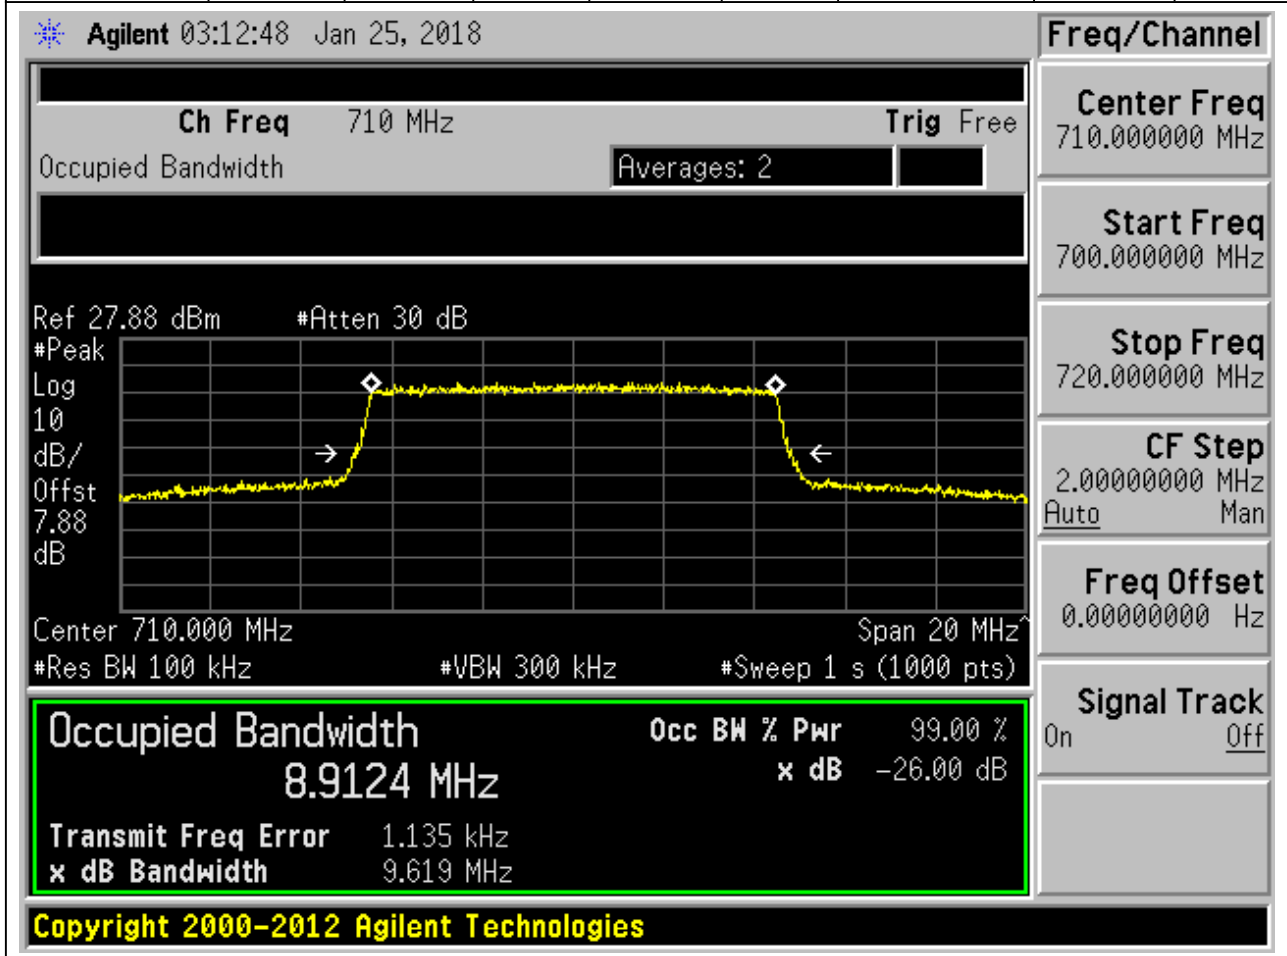 Agilent 03:12:48 Jan 25, 2018
Freq/Channel
Ch Freq 710 MHz Trig Free
Occupied Bandwidth Averages: 2
Center Freq
710.000000 MHz
Start Freq
700.000000 MHz
Stop Freq
720.000000 MHz
CF Step
2.00000000 MHz
Auto Man
Freq Offset
0.00000000 Hz
Signal Track
On Off
Ref 27.88 dBm #Atten 30 dB
#Peak
Log
10
dB/
Offst
7.88
dB
Center 710.000 MHz Span 20 MHz^
#Res BW 100 kHz #VBW 300 kHz #Sweep 1 s (1000 pts)
Occupied Bandwidth
8.9124 MHz
Occ BW % Pwr 99.00 %
x dB -26.00 dB
Transmit Freq Error 1.135 kHz
x dB Bandwidth 9.619 MHz
Copyright 2000-2012 Agilent Technologies